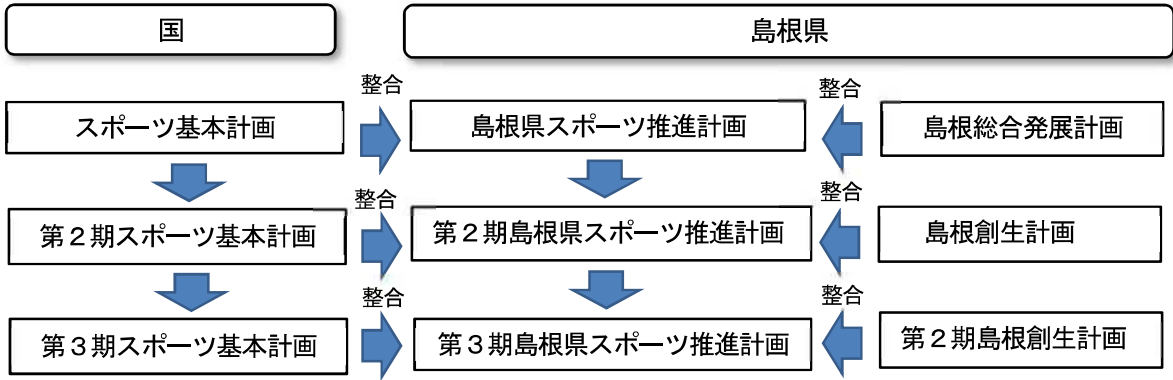 国
島根県
整合
整合
スポーツ基本計画
島根県スポーツ推進計画
島根総合発展計画
整合
整合
第２期スポーツ基本計画
第２期島根県スポーツ推進計画
島根創生計画
整合
整合
第３期スポーツ基本計画
第３期島根県スポーツ推進計画
第２期島根創生計画